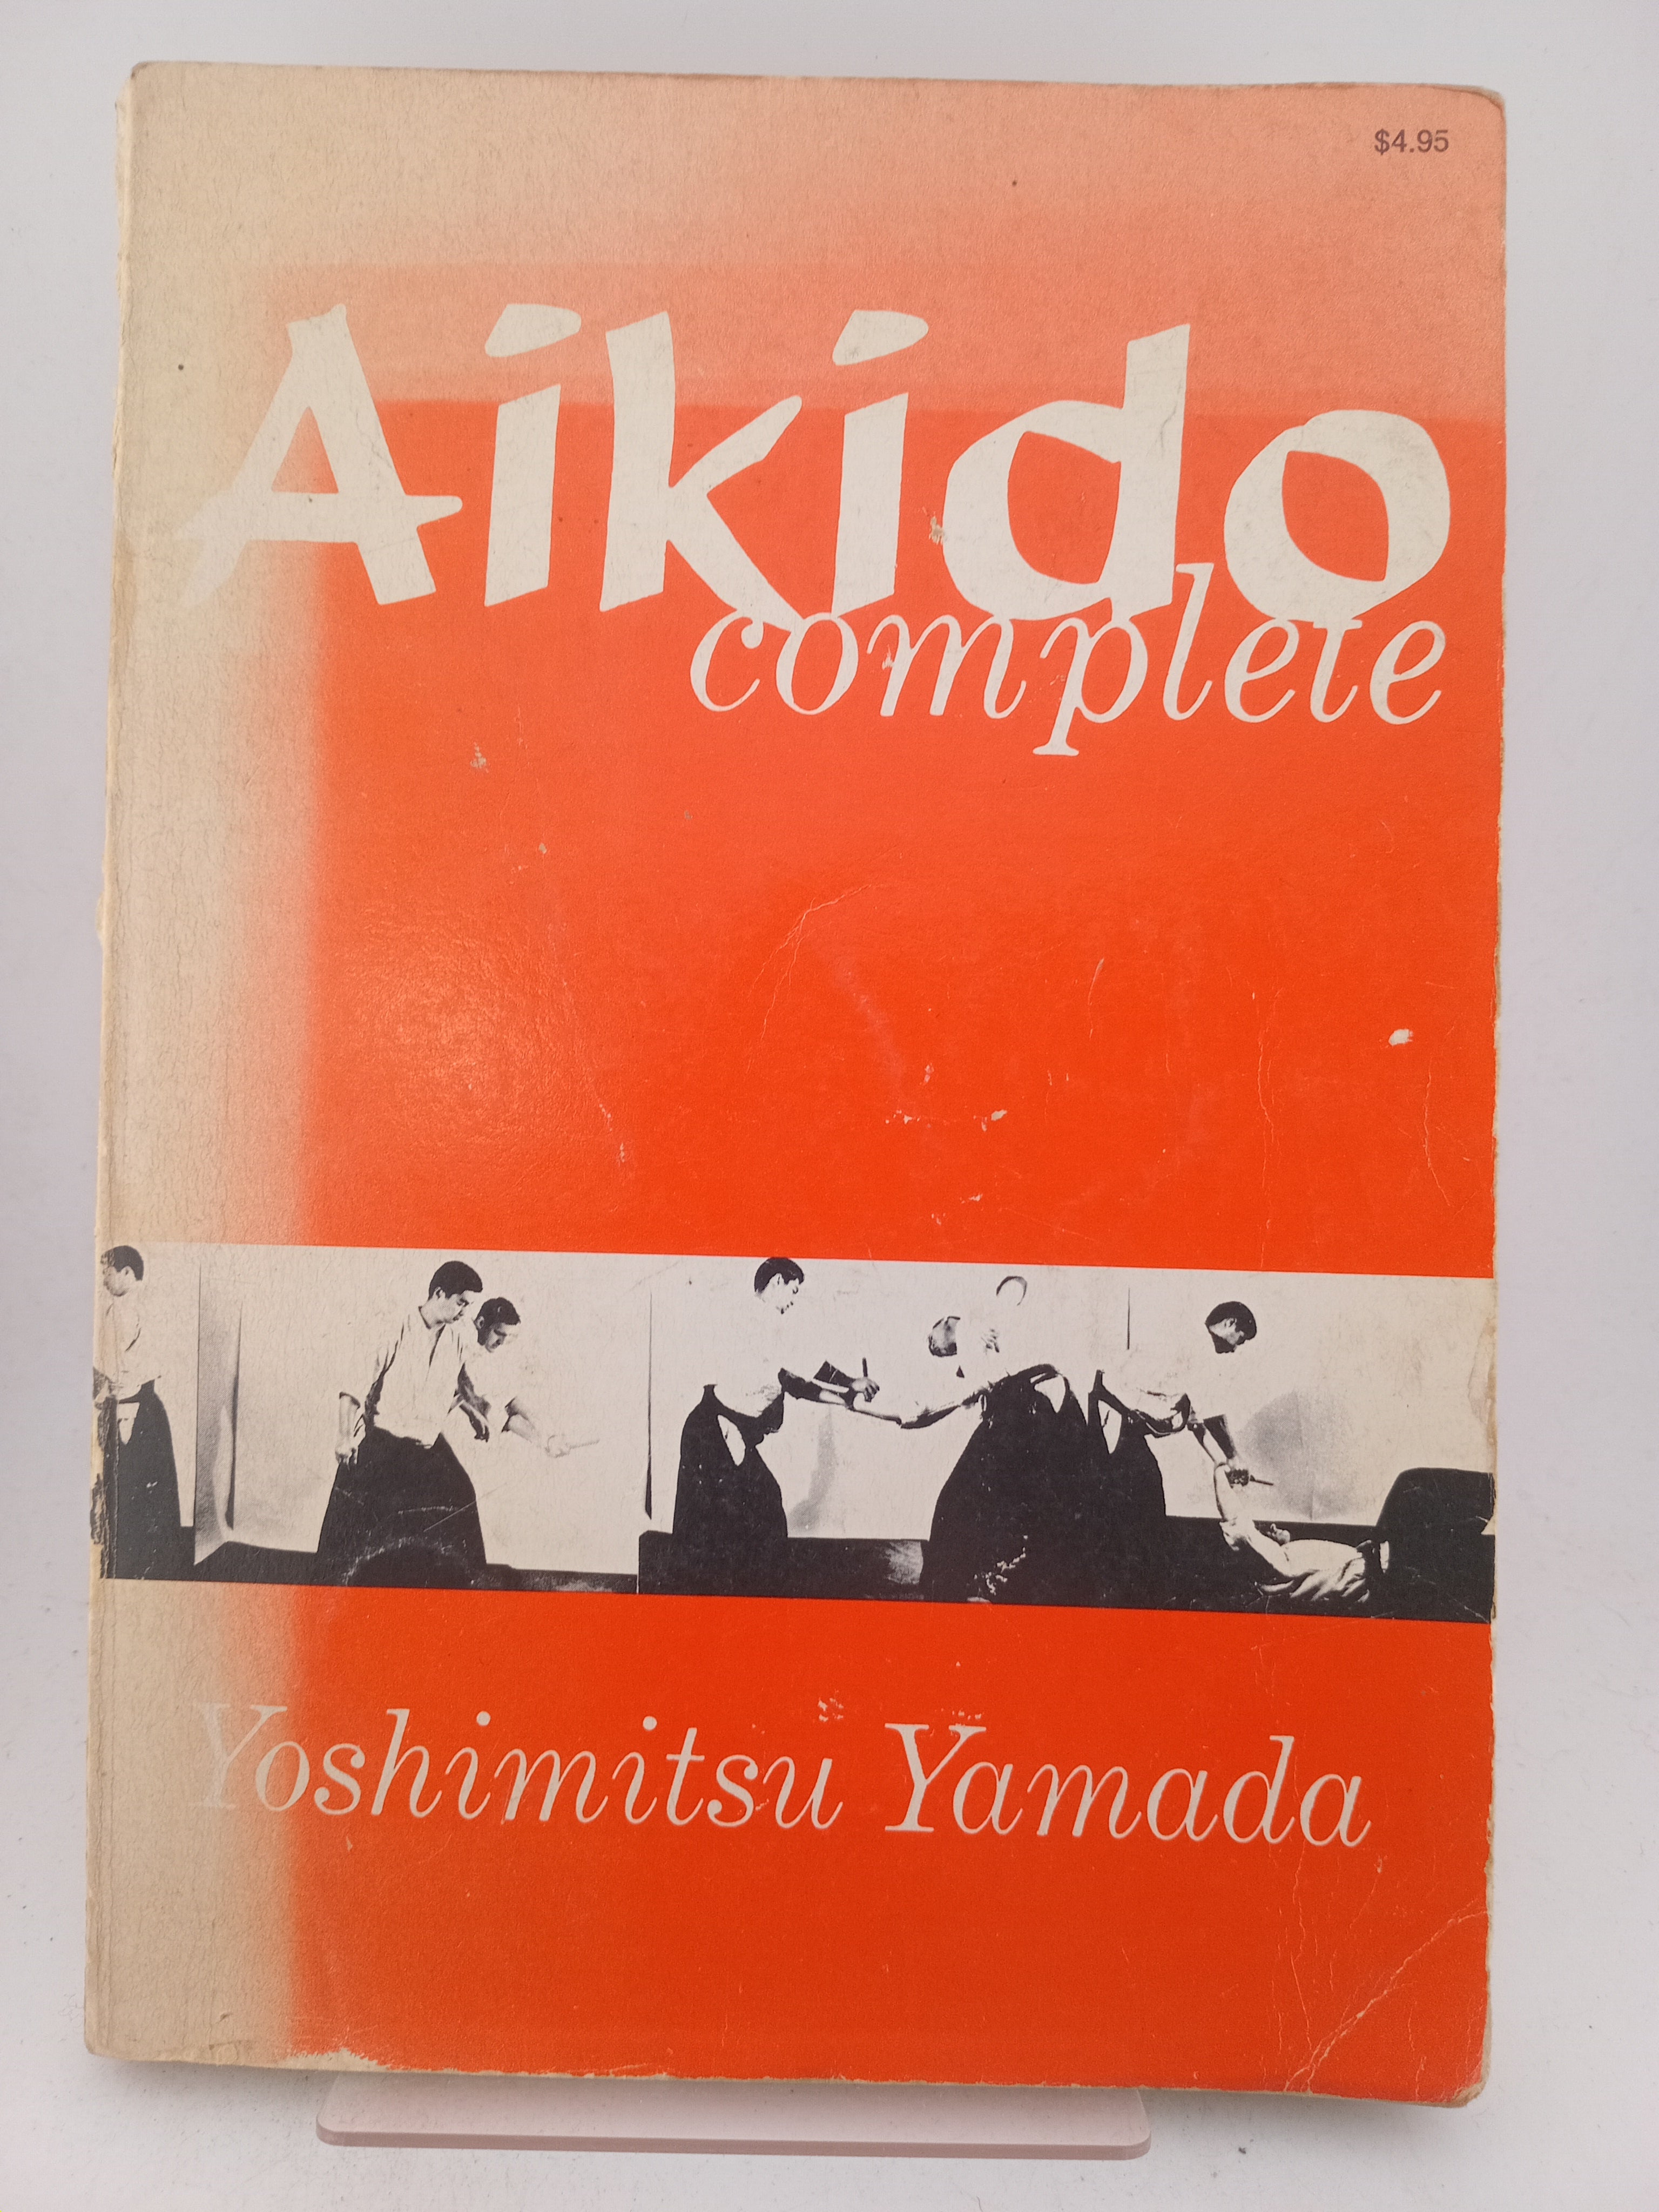 $4.95
Aikido
complete
Yoshimitsu Yamada